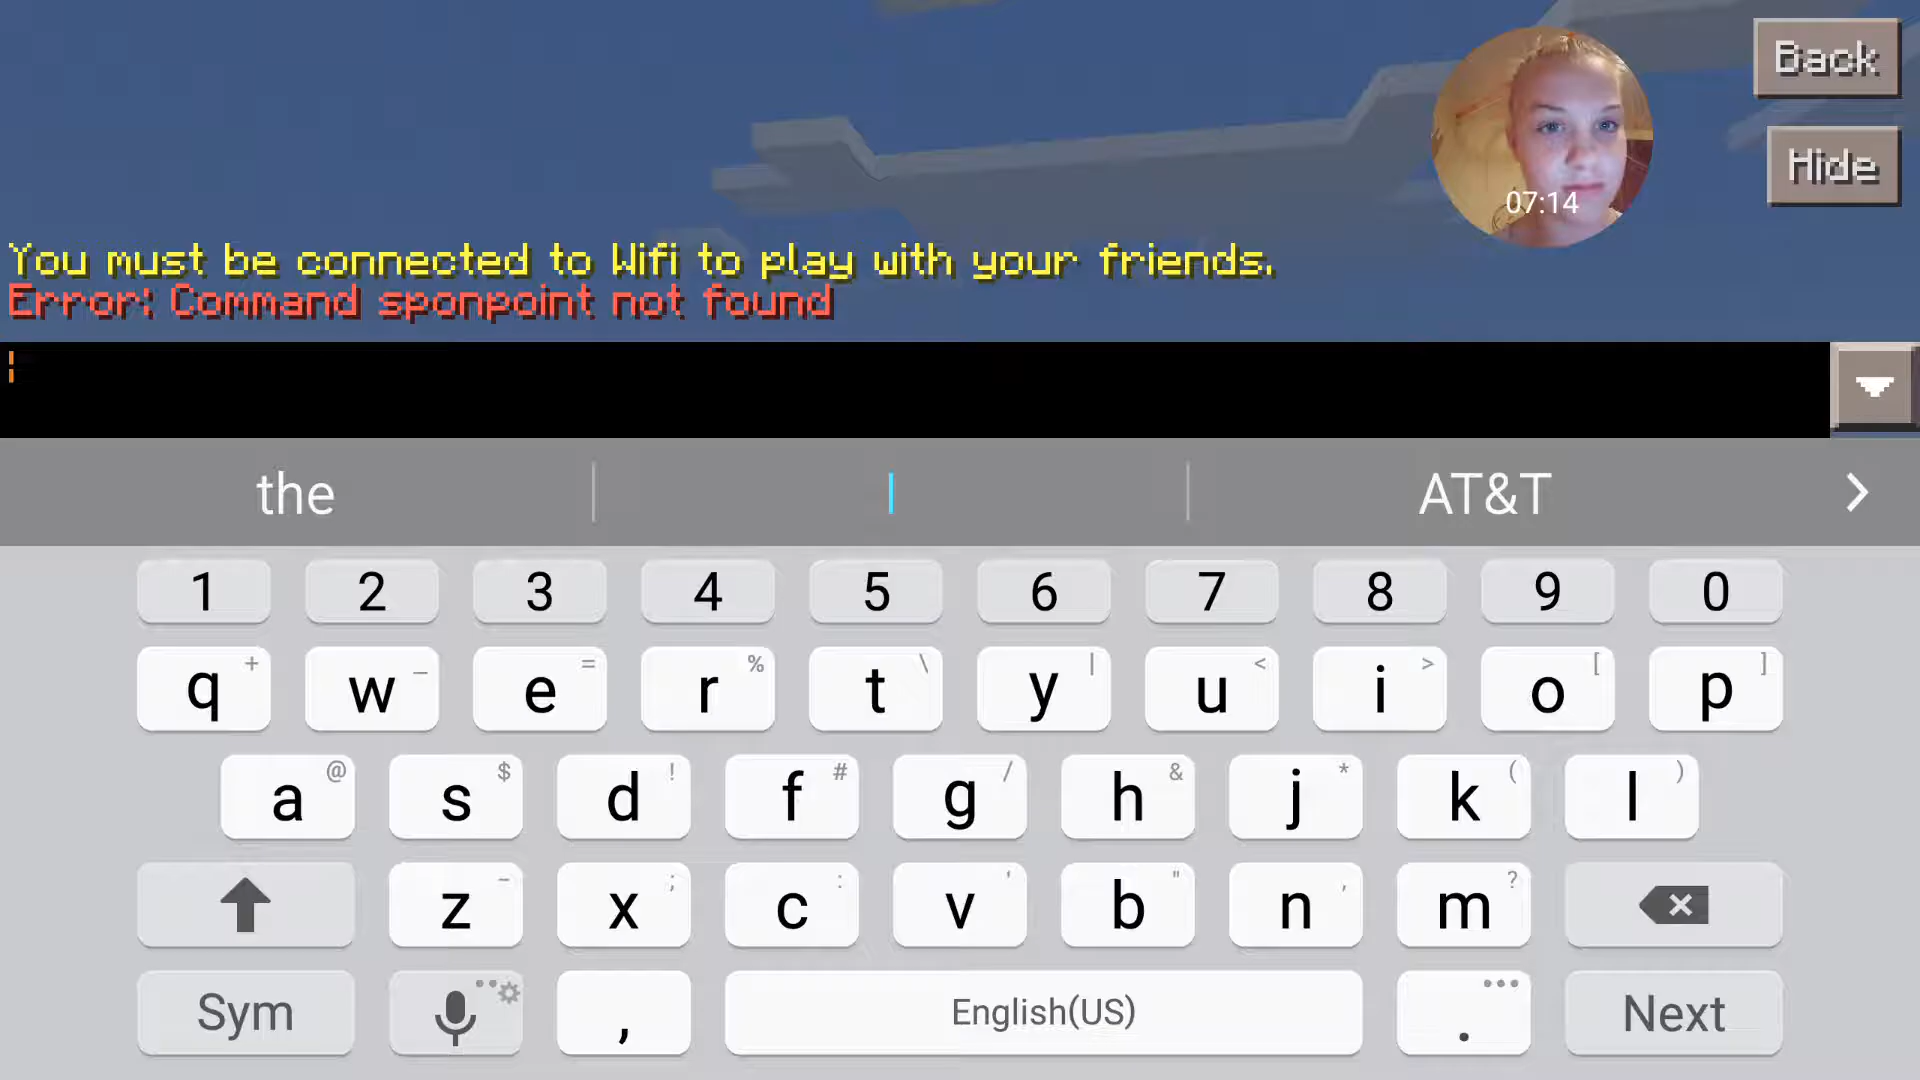 Back
Hide
07:14
You must be connected to Wifi to play with your friends.
Error: Command sponpoint not found
the AT&T
1 2 3 4 5 6 7 8 9 0
q + w _ e = r % t \ y | u < i > o [ p ]
a @ s $ d ! f # g / h & j * k ( l )
z - x ; c : v ' b " n , m ?
Sym , English(US) . Next